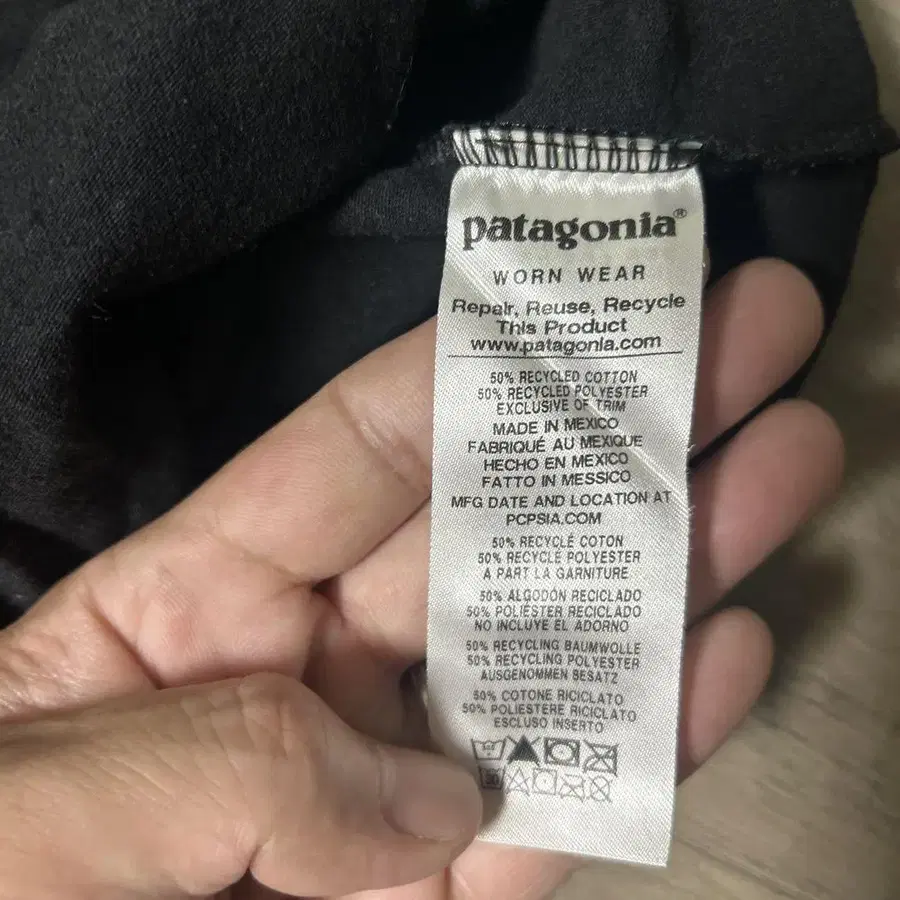 patagonia®
WORN WEAR
Repair, Reuse, Recycle
This Product
www.patagonia.com
50% RECYCLED COTTON
50% RECYCLED POLYESTER
EXCLUSIVE OF TRIM
MADE IN MEXICO
FABRIQUÉ AU MEXIQUE
HECHO EN MEXICO
FATTO IN MESSICO
MFG DATE AND LOCATION AT
PCPSIA.COM
50% RECYCLÉ COTON
50% RECYCLÉ POLYESTER
A PART LA GARNITURE
50% ALGODÓN RECICLADO
50% POLIÉSTER RECICLADO
NO INCLUYE EL ADORNO
50% RECYCLING BAUMWOLLE
50% RECYCLING POLYESTER
AUSGENOMMEN BESATZ
50% COTONE RICICLATO
50% POLIESTERE RICICLATO
ESCLUSO INSERTO